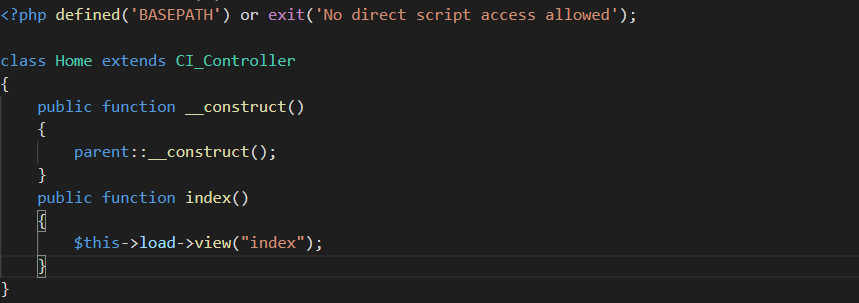 <?php defined('BASEPATH') or exit('No direct script access allowed');
class Home extends CI_Controller
{
public function __construct()
{
parent::__construct();
}
public function index()
{
$this->load->view("index");
}
}